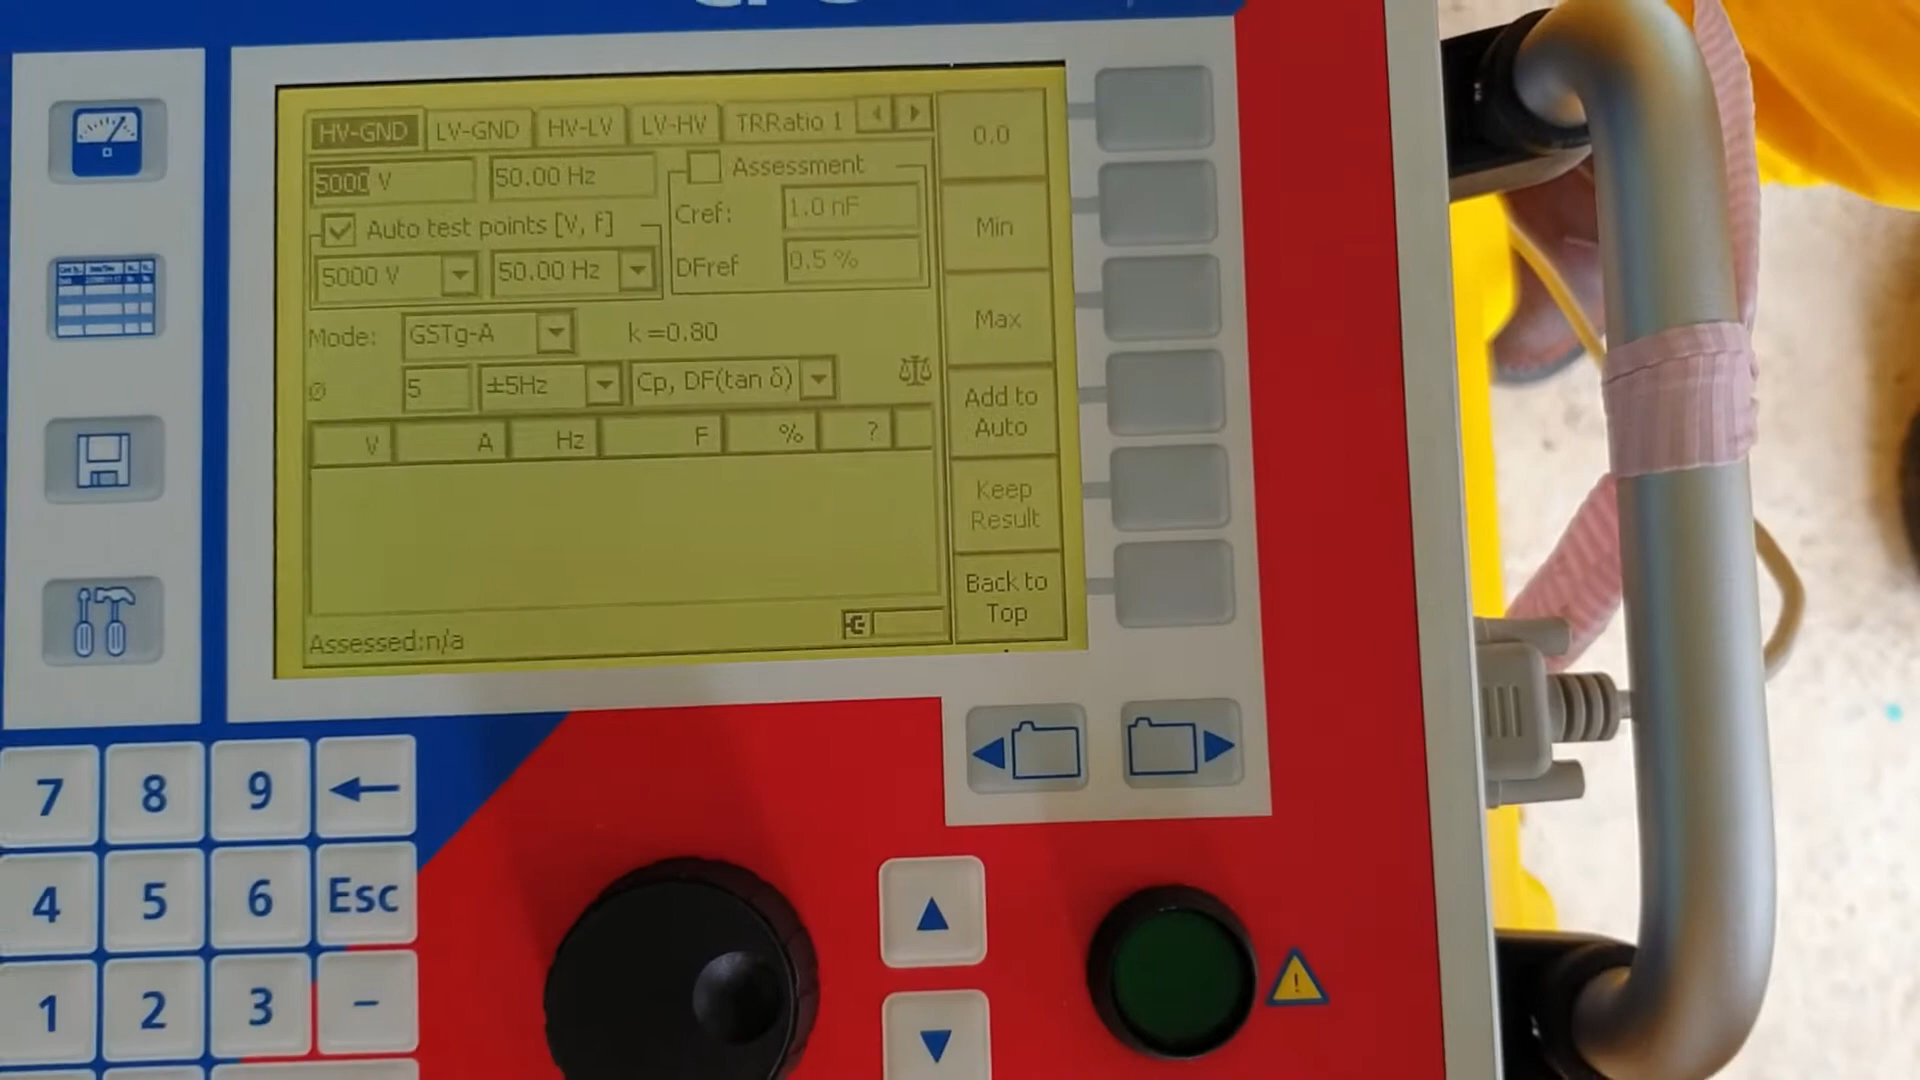 HV-GND LV-GND HV-LV LV-HV TRRatio 1
0.0
5000 V 50.00 Hz Assessment
Auto test points [V, f] Cref: 1.0 nF
Min
5000 V 50.00 Hz DFref 0.5 %
Mode: GSTg-A k =0.80
Max
Ø 5 ±5Hz Cp, DF(tan δ)
Add to
Auto
V A Hz F % ?
Keep
Result
Back to
Top
Assessed:n/a
7 8 9
4 5 6 Esc
1 2 3 –